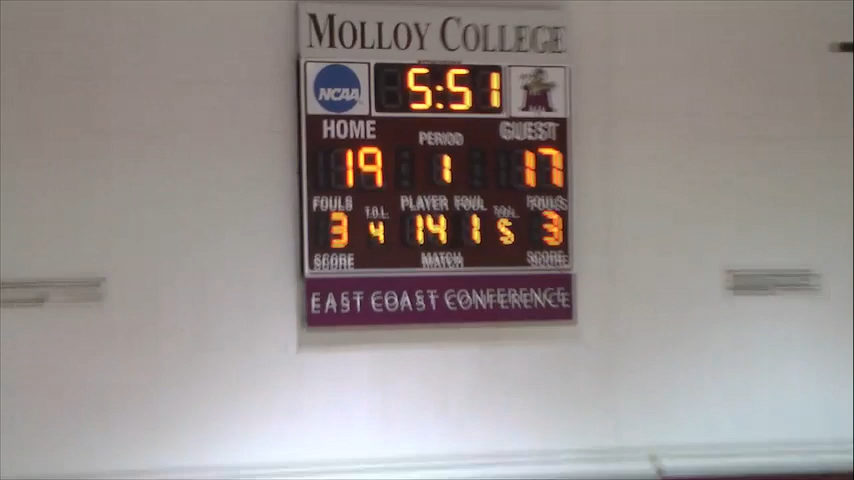 MOLLOY COLLEGE
NCAA 5:51
HOME PERIOD GUEST
19 1 17
FOULS T.O.L. PLAYER FOUL T.O.L. FOULS
3 4 14 1 5 3
SCORE MATCH SCORE
EAST COAST CONFERENCE